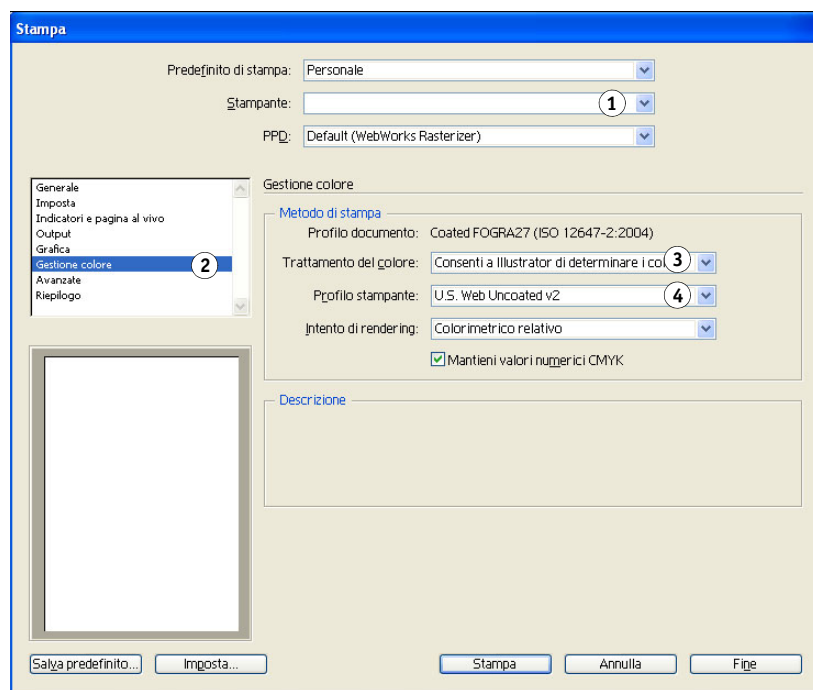 Stampa
Predefinito di stampa: Personale
Stampante: 1
PPD: Default (WebWorks Rasterizer)
Generale
Imposta
Indicatori e pagina al vivo
Output
Grafica
Gestione colore 2
Avanzate
Riepilogo
Gestione colore
Metodo di stampa
Profilo documento: Coated FOGRA27 (ISO 12647-2:2004)
Trattamento del colore: Consenti a Illustrator di determinare i co 3
Profilo stampante: U.S. Web Uncoated v2 4
Intento di rendering: Colorimetrico relativo
Mantieni valori numerici CMYK
Descrizione
Salva predefinito... Imposta... Stampa Annulla Fine